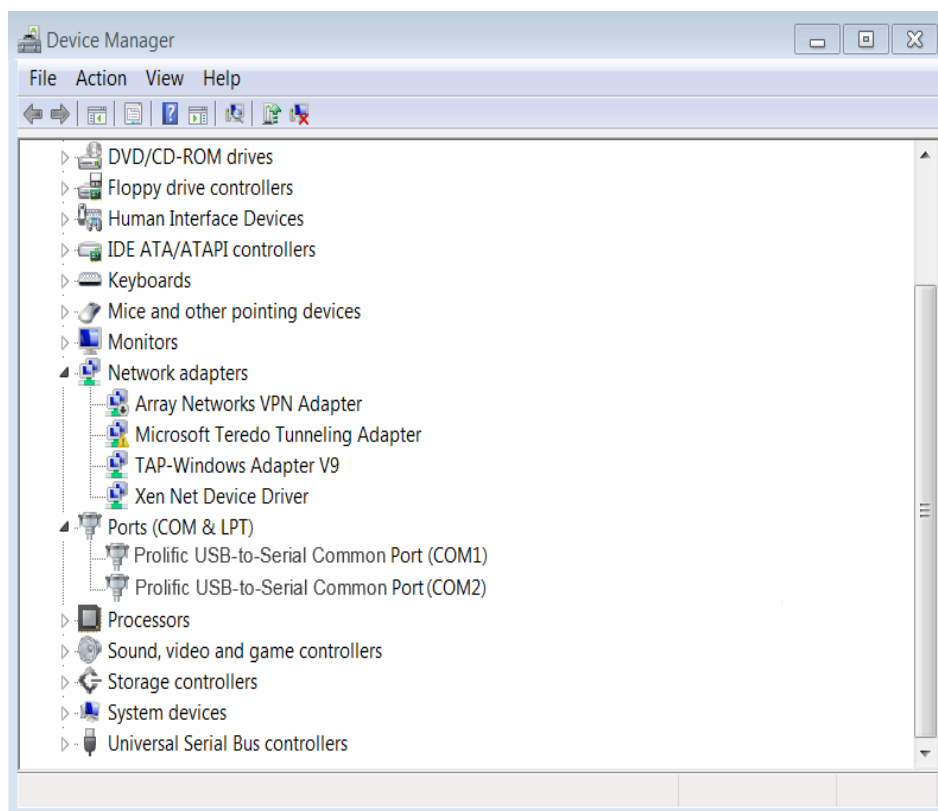 Device Manager
File Action View Help
DVD/CD-ROM drives
Floppy drive controllers
Human Interface Devices
IDE ATA/ATAPI controllers
Keyboards
Mice and other pointing devices
Monitors
Network adapters
Array Networks VPN Adapter
Microsoft Teredo Tunneling Adapter
TAP-Windows Adapter V9
Xen Net Device Driver
Ports (COM & LPT)
Prolific USB-to-Serial Common Port (COM1)
Prolific USB-to-Serial Common Port (COM2)
Processors
Sound, video and game controllers
Storage controllers
System devices
Universal Serial Bus controllers